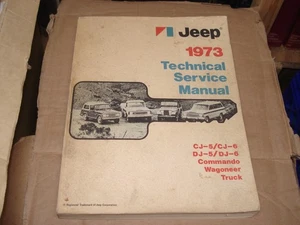 Jeep
1973
Technical
Service
Manual
CJ-5/CJ-6
DJ-5/DJ-6
Commando
Wagoneer
Truck